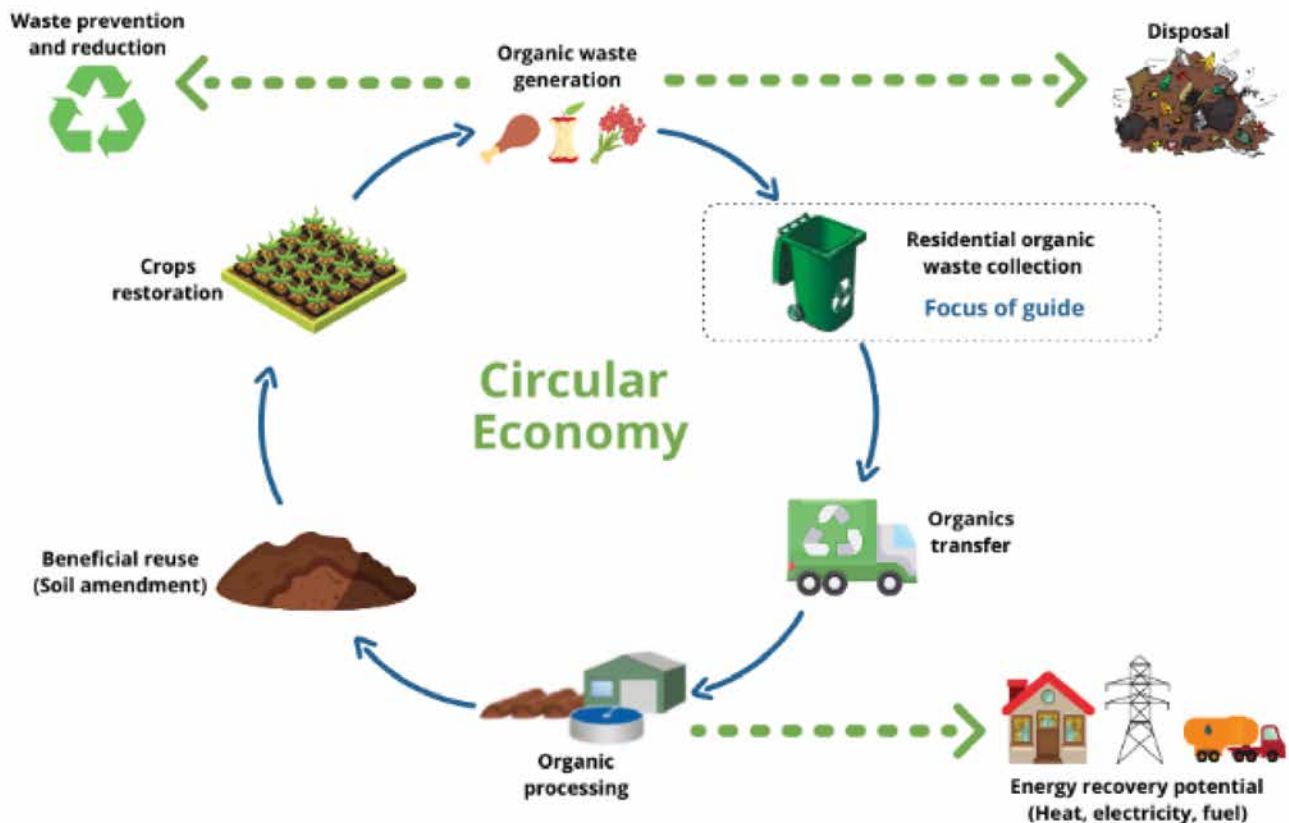 Waste prevention
and reduction
Organic waste
generation
Disposal
Residential organic
waste collection
Focus of guide
Crops
restoration
Circular
Economy
Organics
transfer
Beneficial reuse
(Soil amendment)
Organic
processing
Energy recovery potential
(Heat, electricity, fuel)